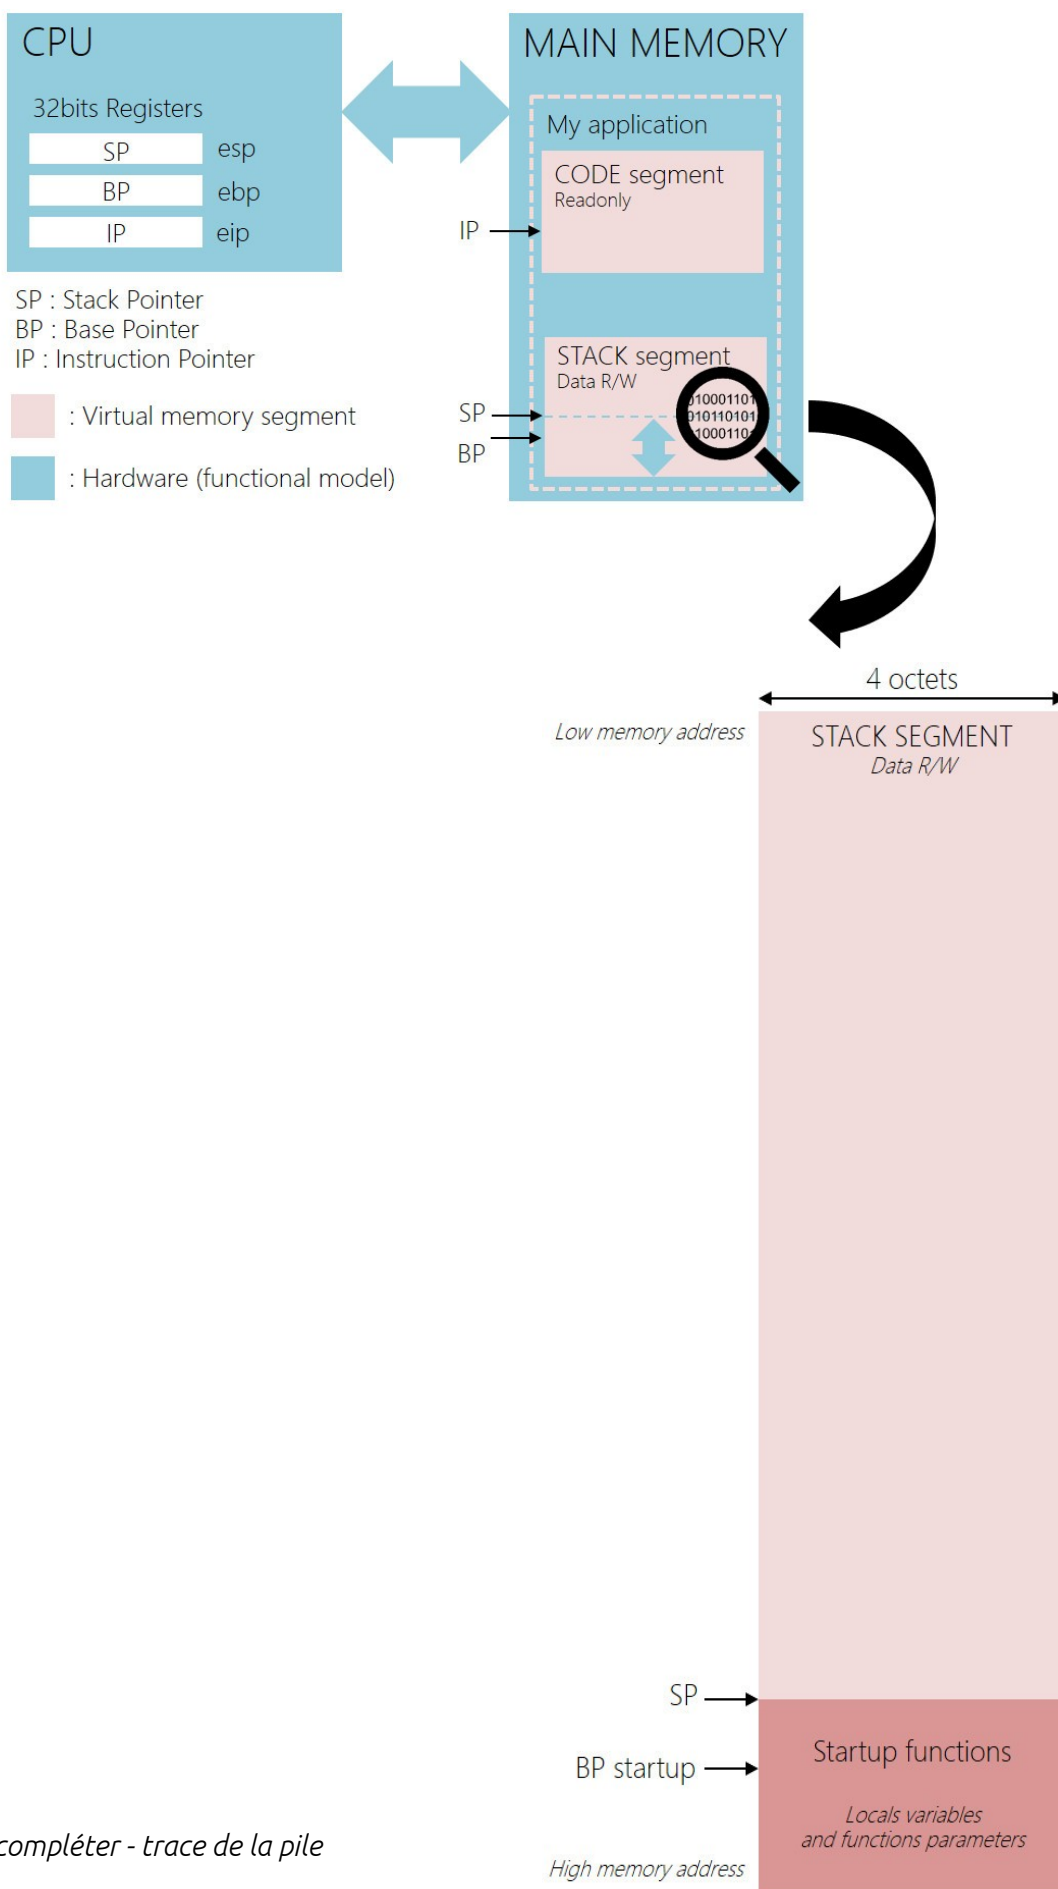 CPU
32bits Registers
SP esp
BP ebp
IP eip
SP : Stack Pointer
BP : Base Pointer
IP : Instruction Pointer
: Virtual memory segment
: Hardware (functional model)
MAIN MEMORY
My application
CODE segment
Readonly
IP
STACK segment
Data R/W
SP
BP
4 octets
Low memory address
STACK SEGMENT
Data R/W
SP
BP startup
Startup functions
Locals variables
and functions parameters
compléter - trace de la pile
High memory address